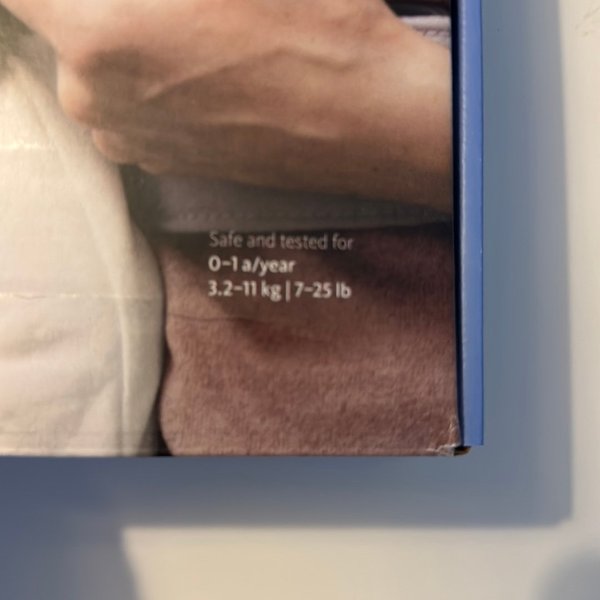 Safe and tested for
0-1 a/year
3.2-11 kg | 7-25 lb